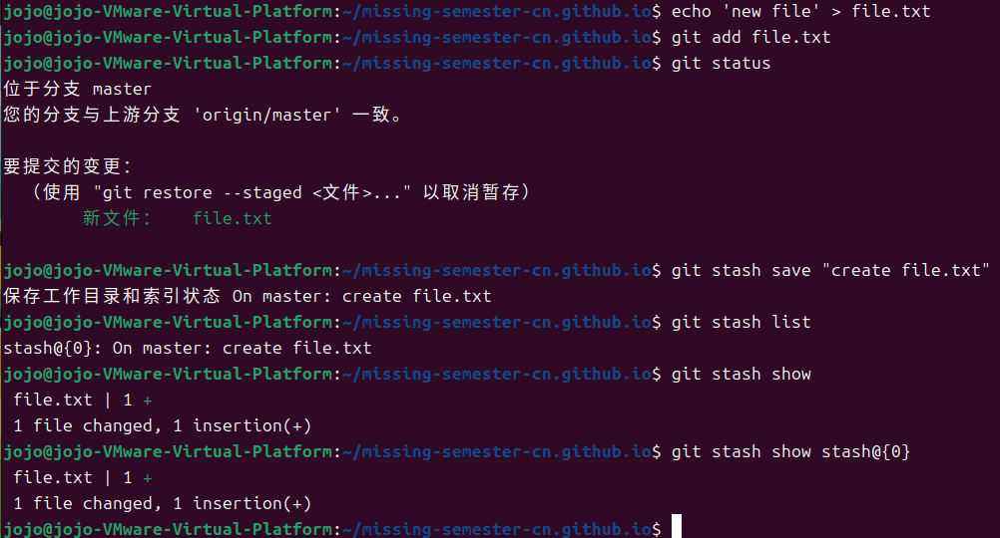 jojo@jojo-VMware-Virtual-Platform:~/missing-semester-cn.github.io$ echo 'new file' > file.txt
jojo@jojo-VMware-Virtual-Platform:~/missing-semester-cn.github.io$ git add file.txt
jojo@jojo-VMware-Virtual-Platform:~/missing-semester-cn.github.io$ git status
位于分支 master
您的分支与上游分支 'origin/master' 一致。
要提交的变更：
  （使用 "git restore --staged <文件>..." 以取消暂存）
        新文件：   file.txt
jojo@jojo-VMware-Virtual-Platform:~/missing-semester-cn.github.io$ git stash save "create file.txt"
保存工作目录和索引状态 On master: create file.txt
jojo@jojo-VMware-Virtual-Platform:~/missing-semester-cn.github.io$ git stash list
stash@{0}: On master: create file.txt
jojo@jojo-VMware-Virtual-Platform:~/missing-semester-cn.github.io$ git stash show
 file.txt | 1 +
 1 file changed, 1 insertion(+)
jojo@jojo-VMware-Virtual-Platform:~/missing-semester-cn.github.io$ git stash show stash@{0}
 file.txt | 1 +
 1 file changed, 1 insertion(+)
jojo@jojo-VMware-Virtual-Platform:~/missing-semester-cn.github.io$